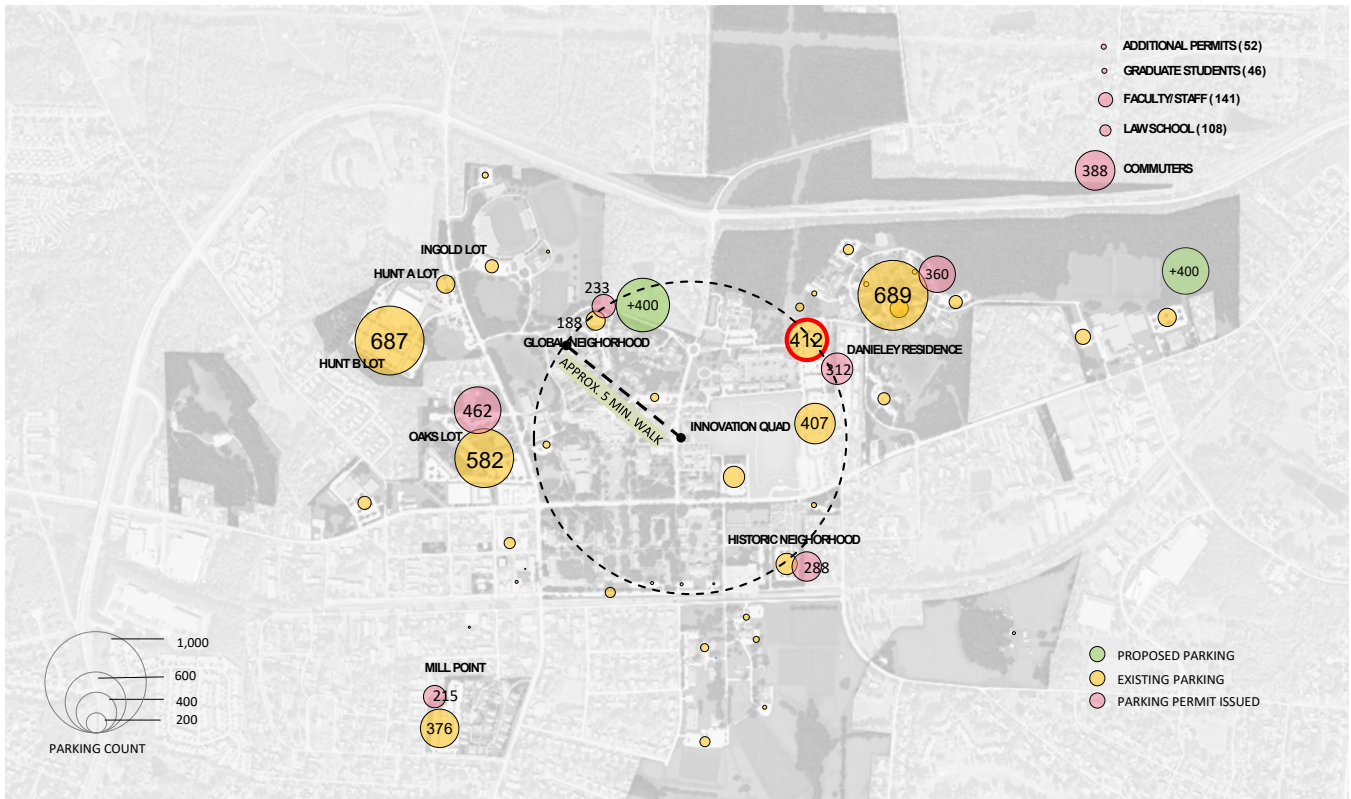 ADDITIONAL PERMITS ( 52)
GRADUATE STUDENTS ( 46)
FACULTY/ STAFF ( 141)
LAW SCHOOL ( 108)
388 COMMUTERS
INGOLD LOT
HUNT A LOT
687
HUNT B LOT
233
188
+400
GLOBAL NEIGHORHOOD
APPROX. 5 MIN. WALK
412
689
360
+400
DANIELEY RESIDENCE
312
462
OAKS LOT
582
INNOVATION QUAD
407
HISTORIC NEIGHORHOOD
288
MILL POINT
215
376
1,000
600
400
200
PARKING COUNT
PROPOSED PARKING
EXISTING PARKING
PARKING PERMIT ISSUED